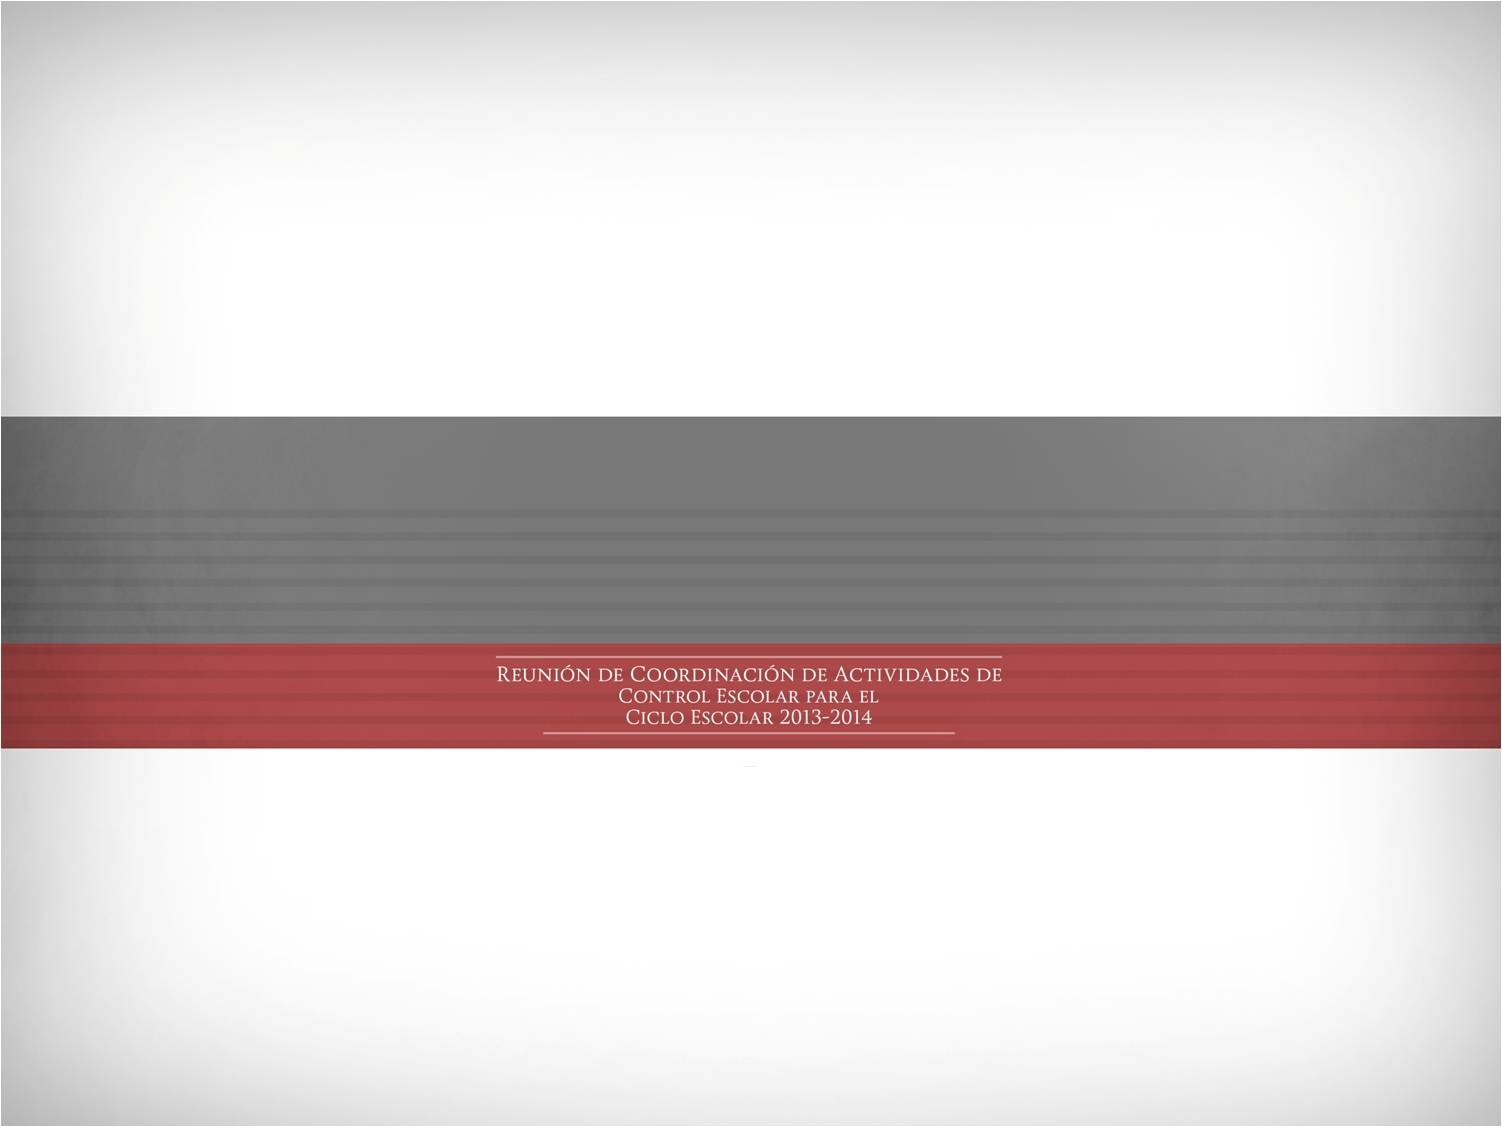 Reunión de Coordinación de Actividades de
Control Escolar para el
Ciclo Escolar 2013-2014